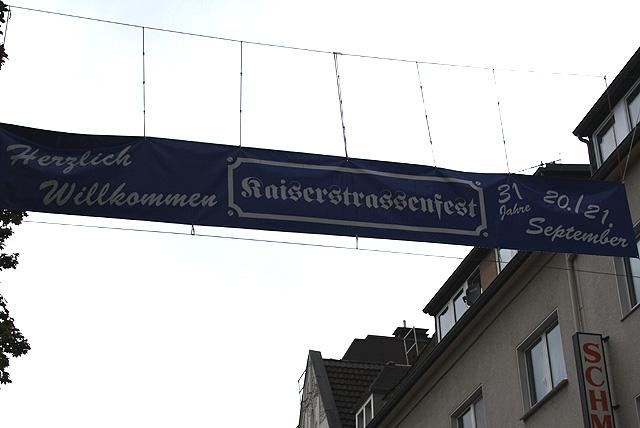 Herzlich
Willkommen
Kaiserstrassenfest
31 Jahre
20./21.
September
SCHM